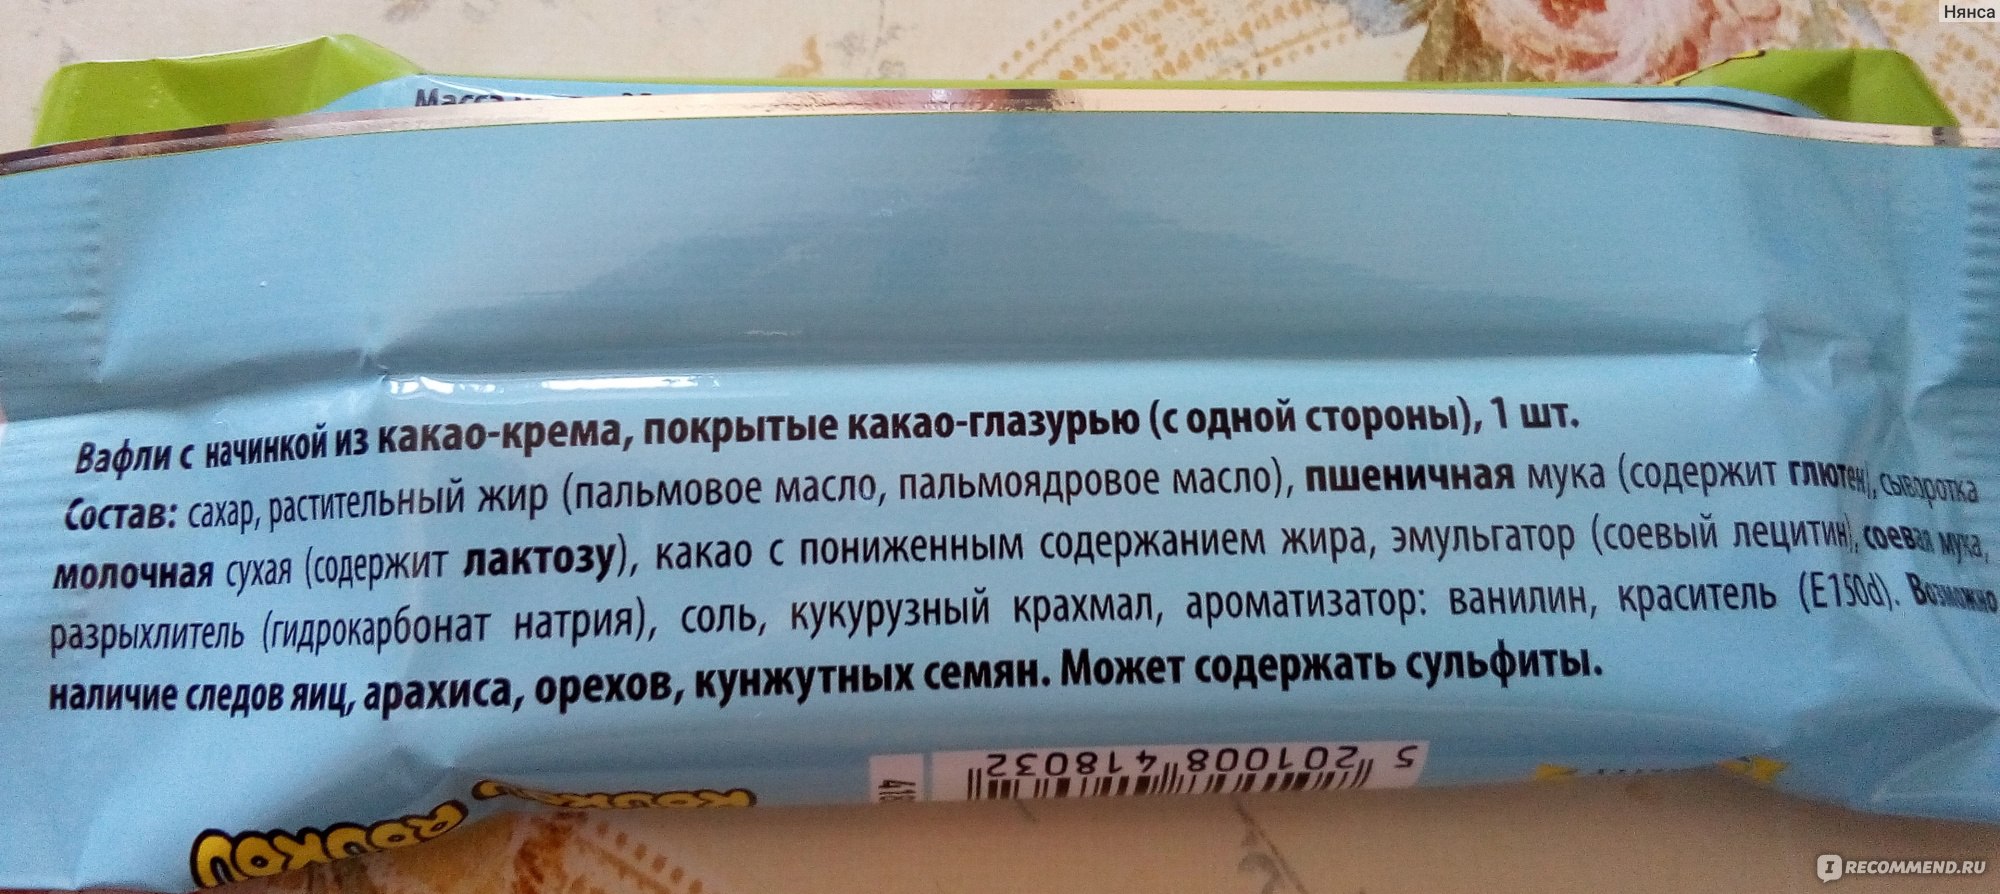 Нянса
Масса
Вафли с начинкой из какао-крема, покрытые какао-глазурью (с одной стороны), 1 шт.
Состав: сахар, растительный жир (пальмовое масло, пальмоядровое масло), пшеничная мука (содержит глютен), сыворотка
молочная сухая (содержит лактозу), какао с пониженным содержанием жира, эмульгатор (соевый лецитин), соевая мука,
разрыхлитель (гидрокарбонат натрия), соль, кукурузный крахмал, ароматизатор: ванилин, краситель (E150d). Возможно
наличие следов яиц, арахиса, орехов, кунжутных семян. Может содержать сульфиты.
5 201008 418032
ROUKOU
I RECOMMEND.RU